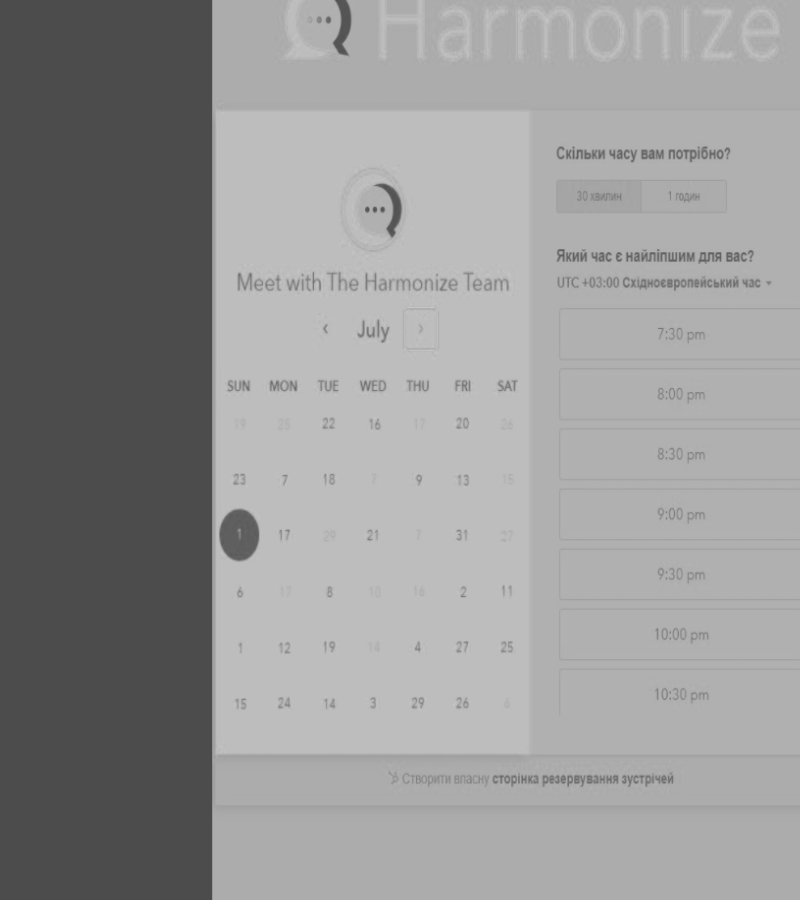 Harmonize
Meet with The Harmonize Team
July
SUN MON TUE WED THU FRI SAT
19 25 22 16 17 20 26
23 7 18 7 9 13 15
1 17 29 21 7 31 27
6 17 8 10 16 2 11
1 12 19 14 4 27 25
15 24 14 3 29 26
Скільки часу вам потрібно?
30 хвилин 1 годин
Який час є найліпшим для вас?
UTC +03:00 Східноєвропейський час
7:30 pm
8:00 pm
8:30 pm
9:00 pm
9:30 pm
10:00 pm
10:30 pm
Створити власну сторінка резервування зустрічей